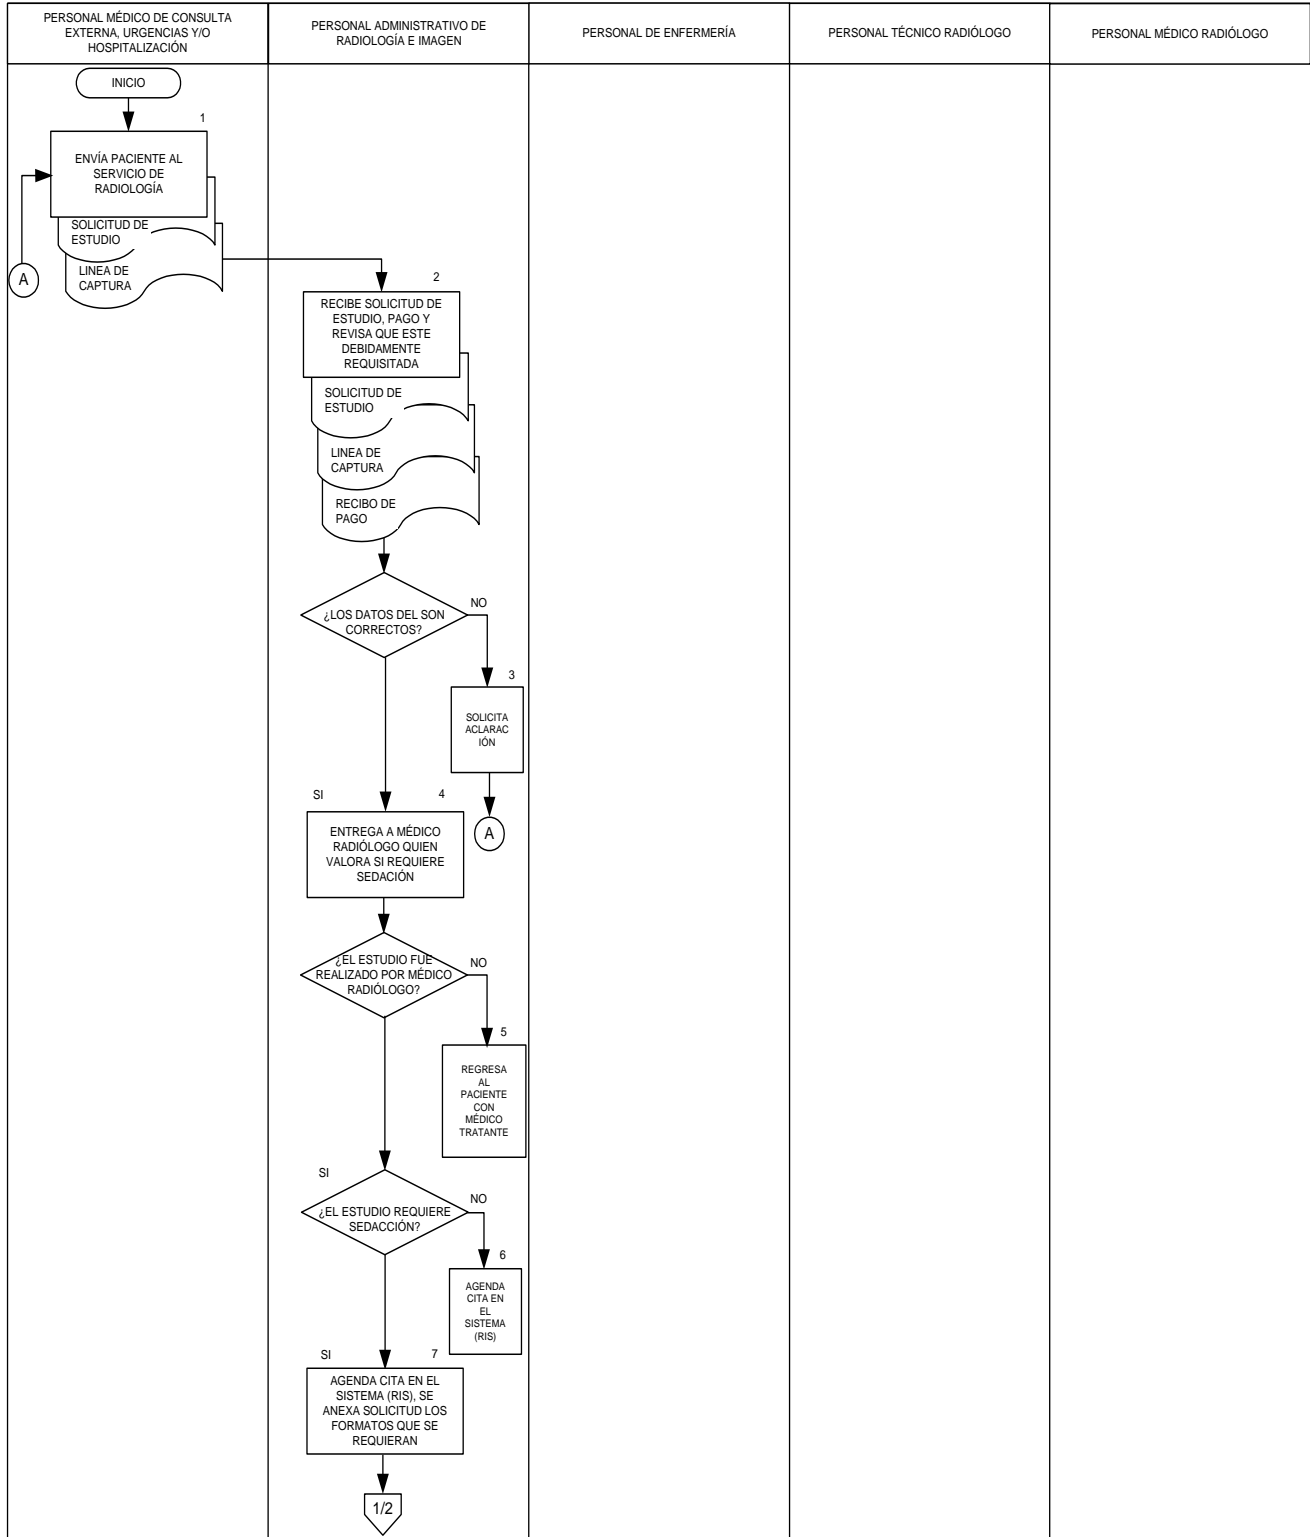 PERSONAL MÉDICO DE CONSULTA
EXTERNA, URGENCIAS Y/O
HOSPITALIZACIÓN
PERSONAL ADMINISTRATIVO DE
RADIOLOGÍA E IMAGEN
PERSONAL DE ENFERMERÍA
PERSONAL TÉCNICO RADIÓLOGO
PERSONAL MÉDICO RADIÓLOGO
INICIO
1
ENVÍA PACIENTE AL
SERVICIO DE
RADIOLOGÍA
SOLICITUD DE
ESTUDIO
LINEA DE
CAPTURA
A
2
RECIBE SOLICITUD DE
ESTUDIO, PAGO Y
REVISA QUE ESTE
DEBIDAMENTE
REQUISITADA
SOLICITUD DE
ESTUDIO
LINEA DE
CAPTURA
RECIBO DE
PAGO
¿LOS DATOS DEL SON
CORRECTOS?
NO
3
SOLICITA
ACLARAC
IÓN
A
SI
4
ENTREGA A MÉDICO
RADIÓLOGO QUIEN
VALORA SI REQUIERE
SEDACIÓN
¿EL ESTUDIO FUE
REALIZADO POR MÉDICO
RADIÓLOGO?
NO
5
REGRESA
AL
PACIENTE
CON
MÉDICO
TRATANTE
SI
¿EL ESTUDIO REQUIERE
SEDACCIÓN?
NO
6
AGENDA
CITA EN
EL
SISTEMA
(RIS)
SI
7
AGENDA CITA EN EL
SISTEMA (RIS), SE
ANEXA SOLICITUD LOS
FORMATOS QUE SE
REQUIERAN
1/2